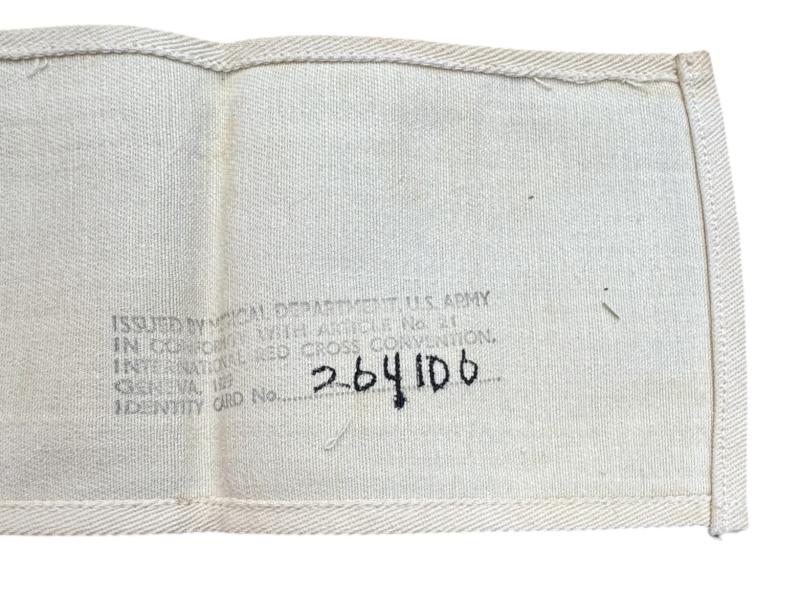 ISSUED BY MEDICAL DEPARTMENT, U.S. ARMY
IN CONFORMITY WITH ARTICLE No. 21
INTERNATIONAL RED CROSS CONVENTION,
GENEVA, 1929
IDENTITY CARD No. 264106